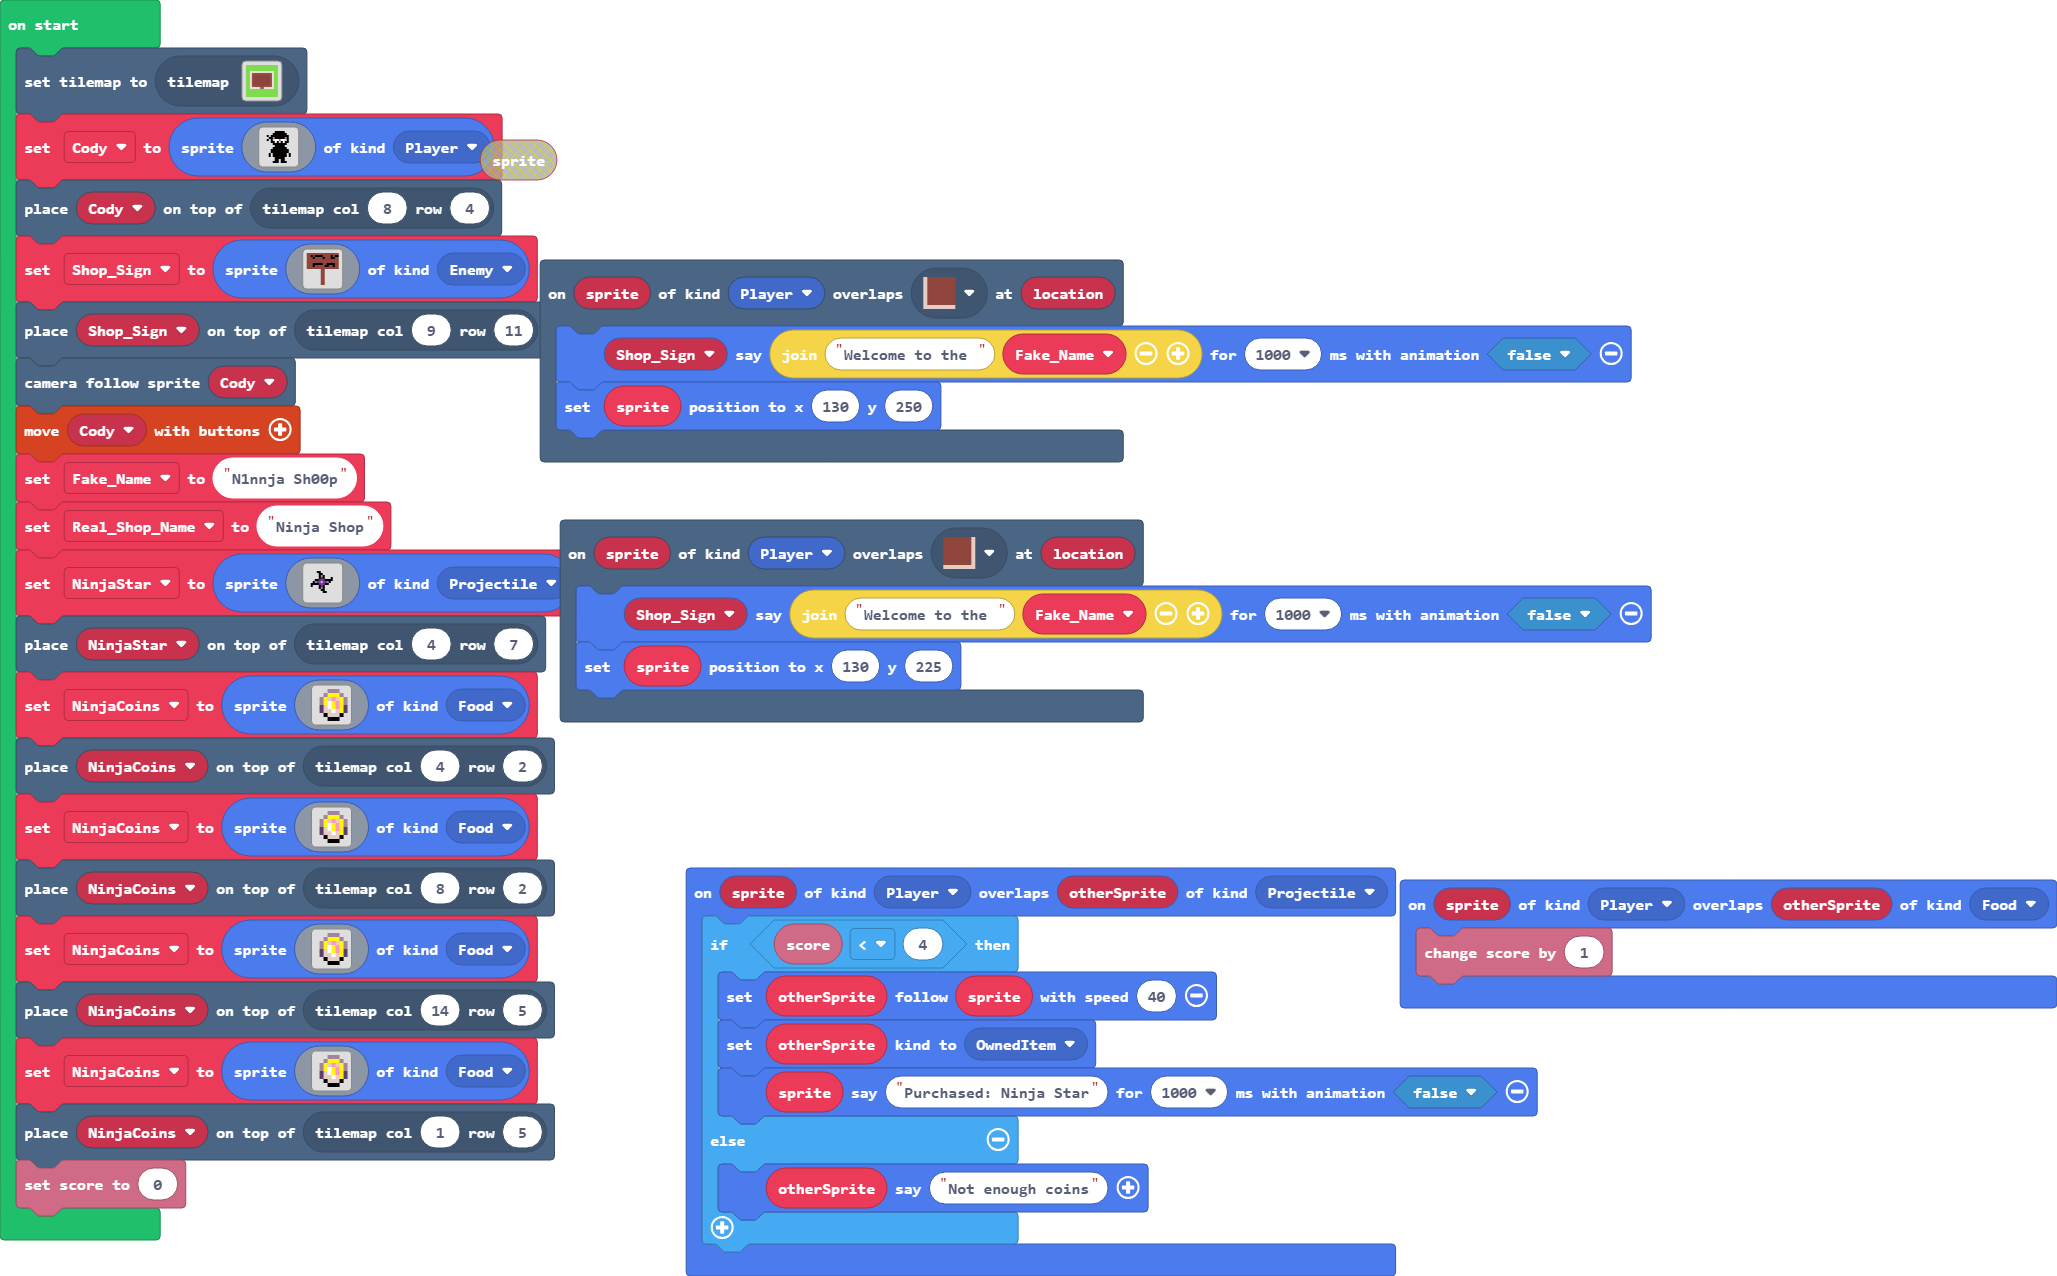 on start
set tilemap to tilemap
set Cody to sprite of kind Player
sprite
place Cody on top of tilemap col 8 row 4
set Shop_Sign to sprite of kind Enemy
place Shop_Sign on top of tilemap col 9 row 11
camera follow sprite Cody
move Cody with buttons
set Fake_Name to "N1nnja Sh00p"
set Real_Shop_Name to "Ninja Shop"
set NinjaStar to sprite of kind Projectile
place NinjaStar on top of tilemap col 4 row 7
set NinjaCoins to sprite of kind Food
place NinjaCoins on top of tilemap col 4 row 2
set NinjaCoins to sprite of kind Food
place NinjaCoins on top of tilemap col 8 row 2
set NinjaCoins to sprite of kind Food
place NinjaCoins on top of tilemap col 14 row 5
set NinjaCoins to sprite of kind Food
place NinjaCoins on top of tilemap col 1 row 5
set score to 0
on sprite of kind Player overlaps at location
Shop_Sign say join "Welcome to the " Fake_Name for 1000 ms with animation false
set sprite position to x 130 y 250
on sprite of kind Player overlaps at location
Shop_Sign say join "Welcome to the " Fake_Name for 1000 ms with animation false
set sprite position to x 130 y 225
on sprite of kind Player overlaps otherSprite of kind Projectile
if score < 4 then
set otherSprite follow sprite with speed 40
set otherSprite kind to OwnedItem
sprite say "Purchased: Ninja Star" for 1000 ms with animation false
else
otherSprite say "Not enough coins"
on sprite of kind Player overlaps otherSprite of kind Food
change score by 1